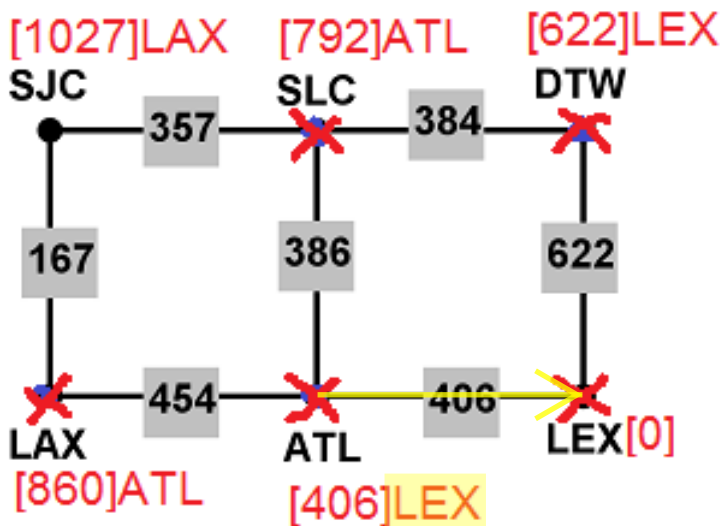 [1027]LAX [792]ATL [622]LEX
SJC SLC DTW
357 384
167 386 622
454 406
LAX ATL LEX[0]
[860]ATL [406]LEX